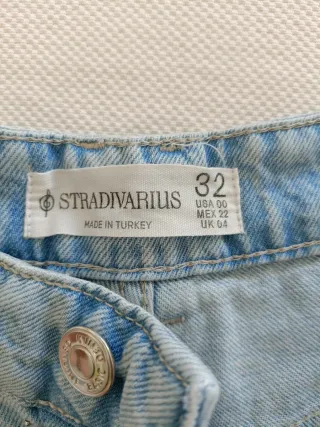 STRADIVARIUS
MADE IN TURKEY
32
USA 00
MEX 22
UK 04